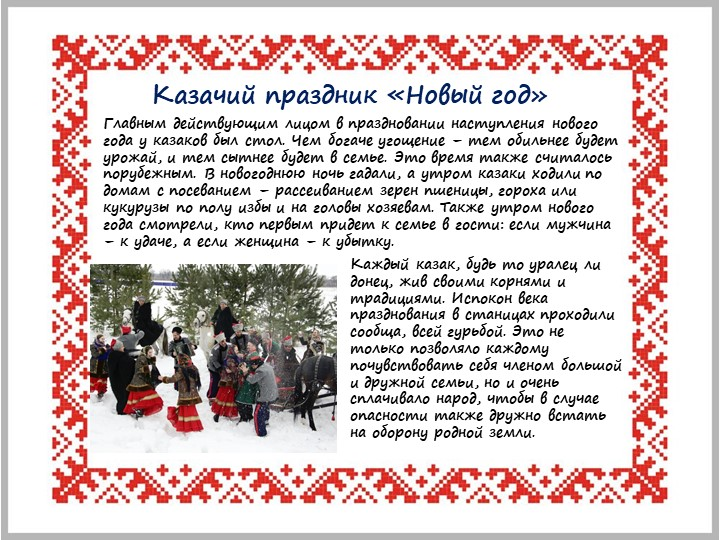 Казачий праздник «Новый год»
Главным действующим лицом в праздновании наступления нового
года у казаков был стол. Чем богаче угощение – тем обильнее будет
урожай, и тем сытнее будет в семье. Это время также считалось
порубежным. В новогоднюю ночь гадали, а утром казаки ходили по
домам с посеванием – рассеиванием зерен пшеницы, гороха или
кукурузы по полу избы и на головы хозяевам. Также утром нового
года смотрели, кто первым придет к семье в гости: если мужчина
– к удаче, а если женщина – к убытку.
Каждый казак, будь то уралец ли
донец, жив своими корнями и
традициями. Испокон века
празднования в станицах проходили
сообща, всей гурьбой. Это не
только позволяло каждому
почувствовать себя членом большой
и дружной семьи, но и очень
сплачивало народ, чтобы в случае
опасности также дружно встать
на оборону родной земли.